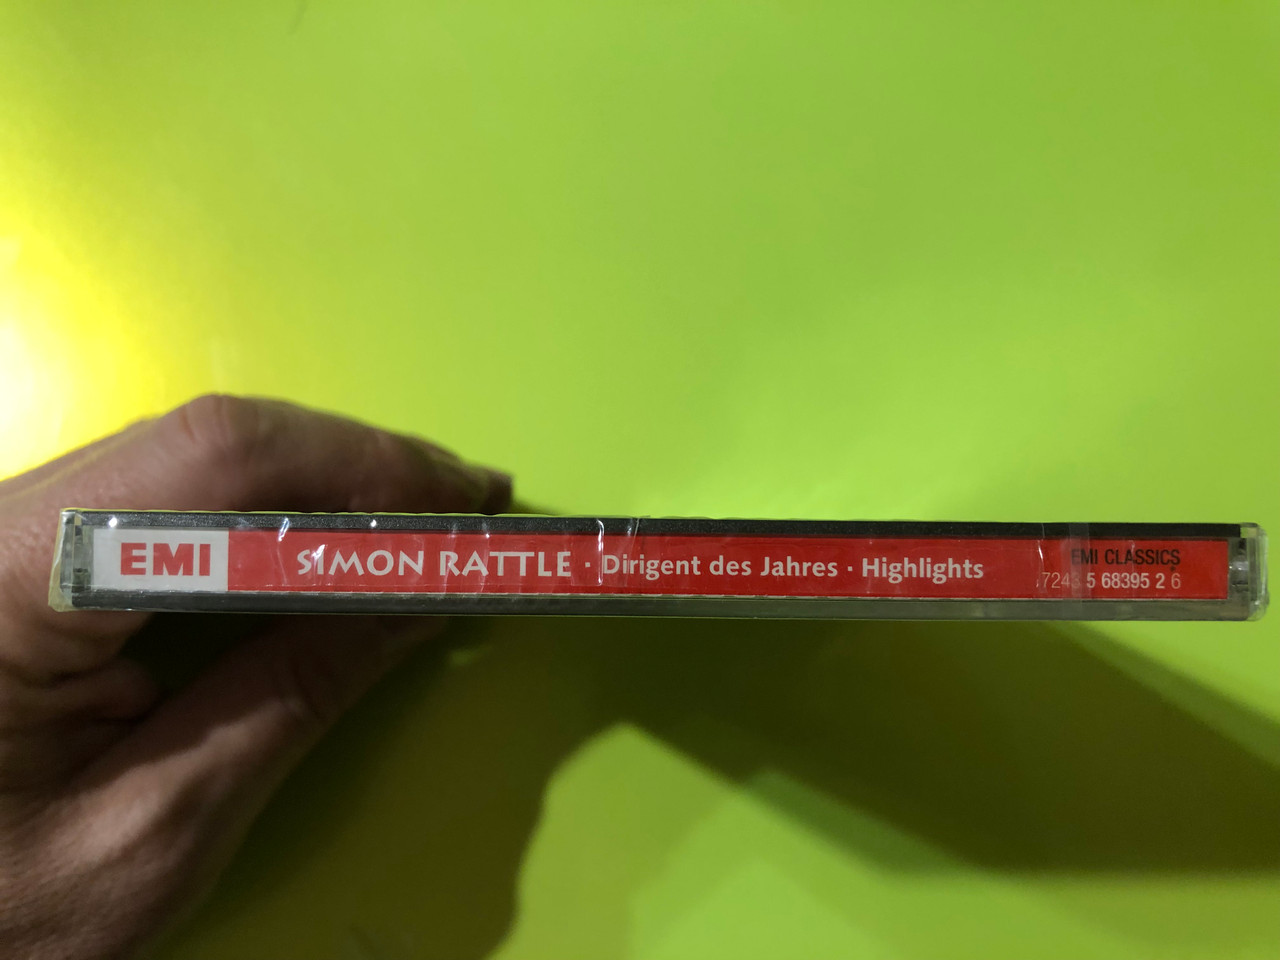 EMI
SIMON RATTLE · Dirigent des Jahres · Highlights
EMI CLASSICS
7243 5 68395 2 6